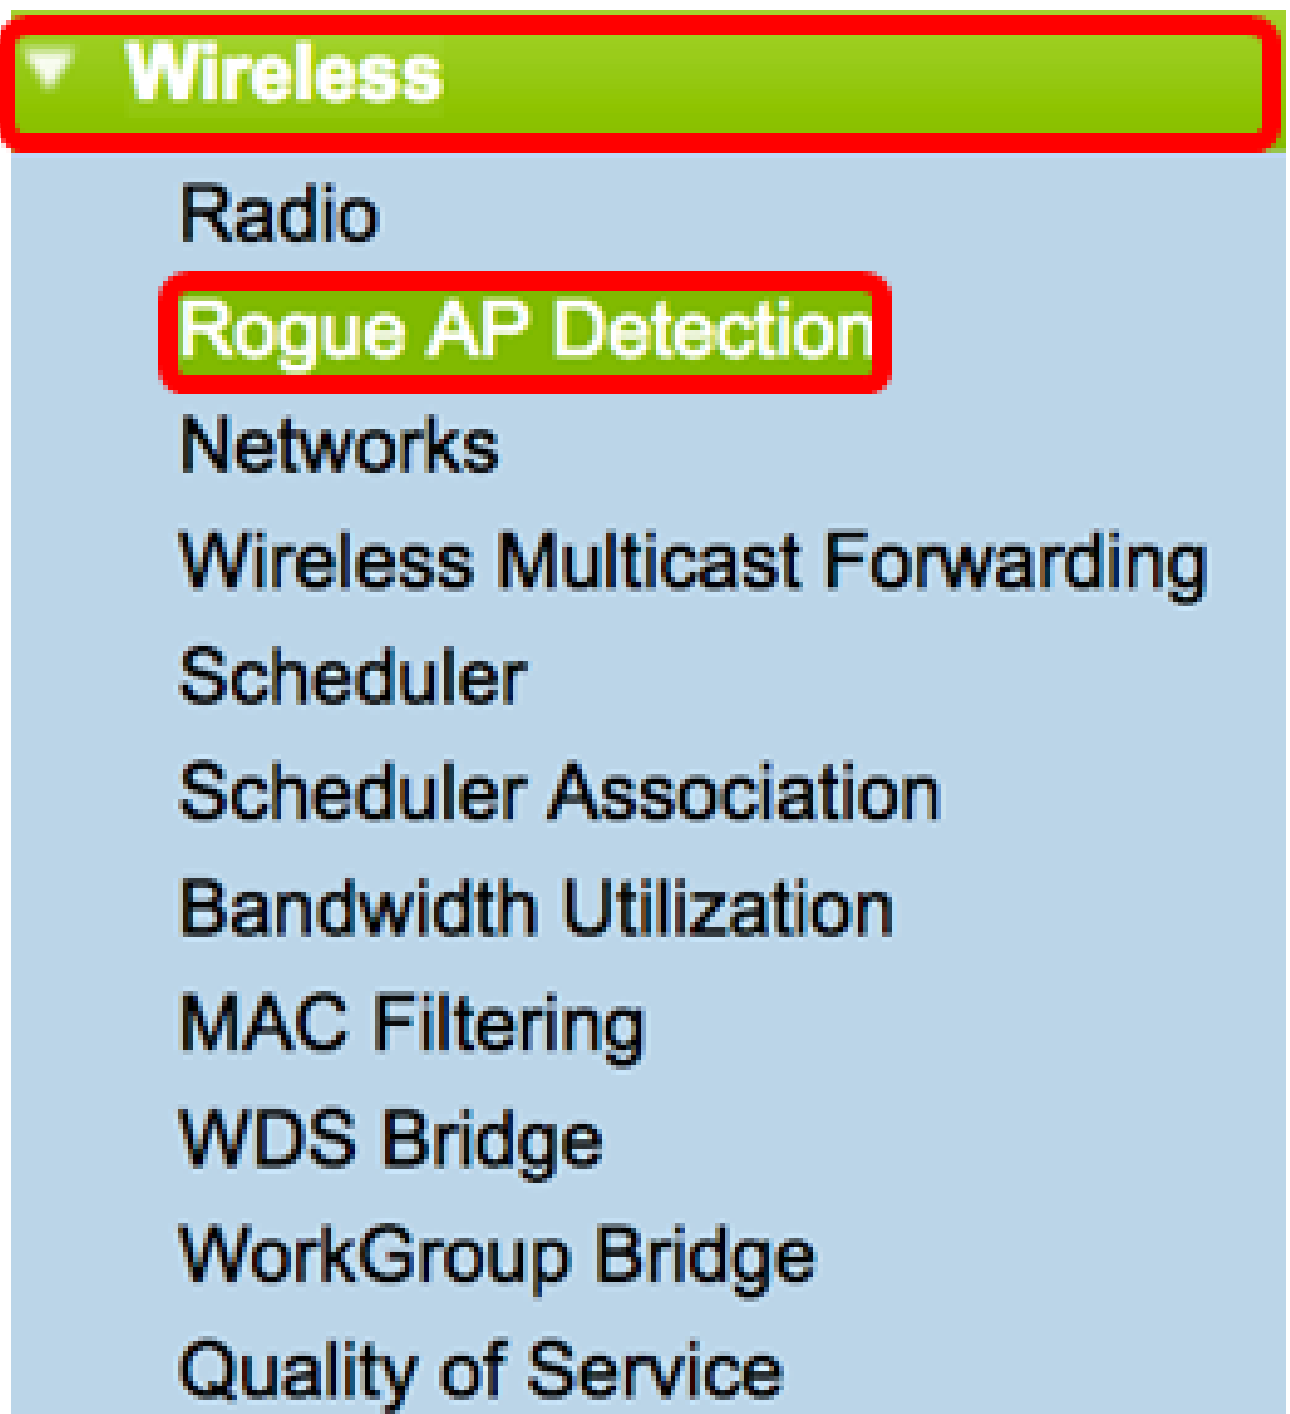 Wireless
Radio
Rogue AP Detection
Networks
Wireless Multicast Forwarding
Scheduler
Scheduler Association
Bandwidth Utilization
MAC Filtering
WDS Bridge
WorkGroup Bridge
Quality of Service